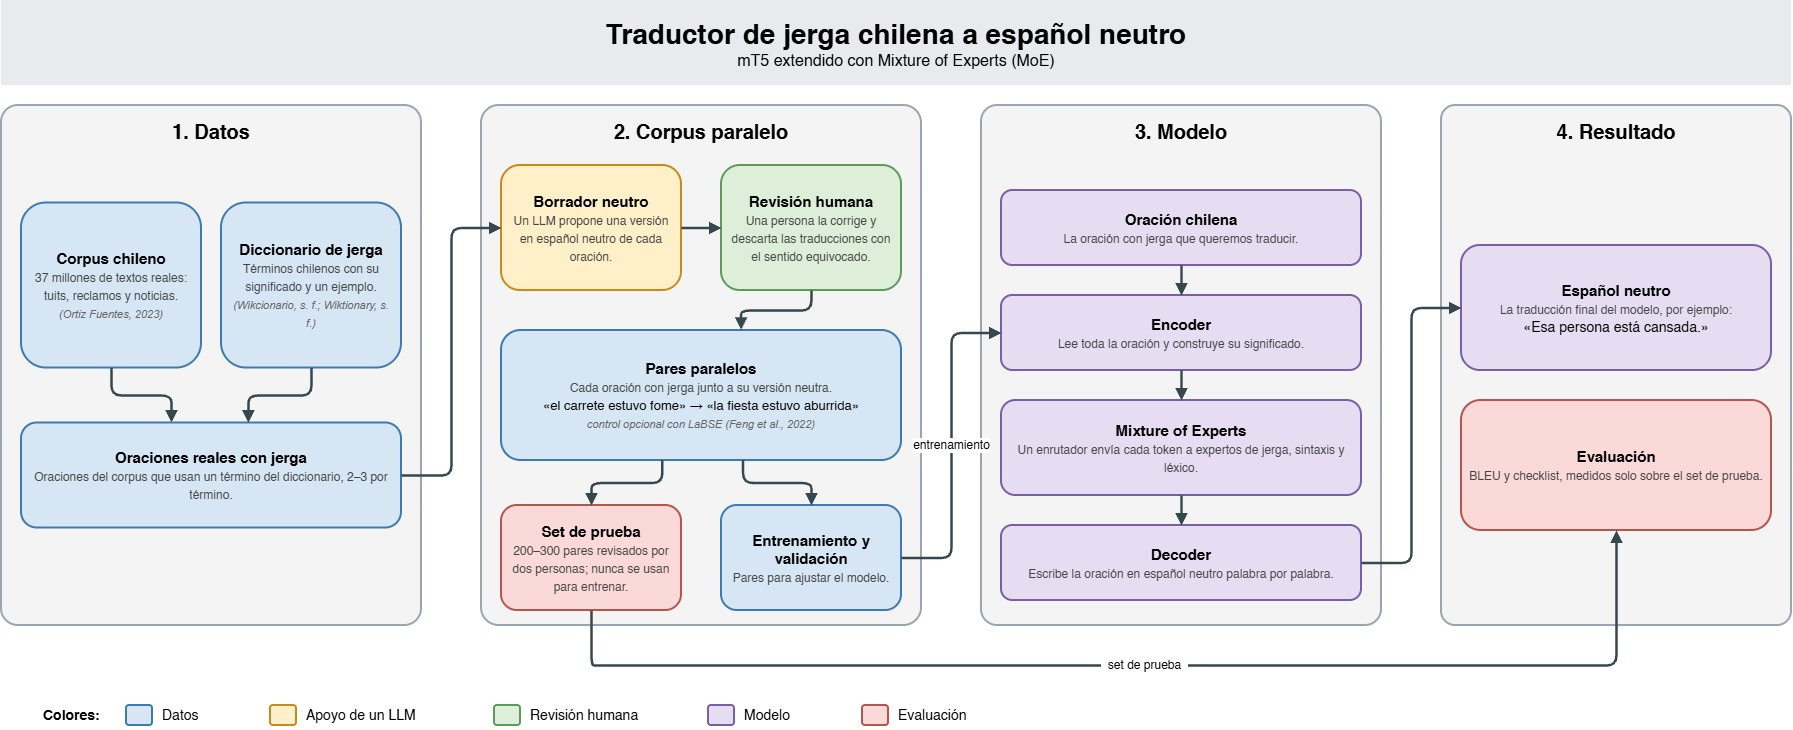 Traductor de jerga chilena a español neutro
mT5 extendido con Mixture of Experts (MoE)
1. Datos
Corpus chileno
37 millones de textos reales:
tuits, reclamos y noticias.
(Ortiz Fuentes, 2023)
Diccionario de jerga
Términos chilenos con su
significado y un ejemplo.
(Wikcionario, s. f.; Wiktionary, s.
f.)
Oraciones reales con jerga
Oraciones del corpus que usan un término del diccionario, 2–3 por
término.
2. Corpus paralelo
Borrador neutro
Un LLM propone una versión
en español neutro de cada
oración.
Revisión humana
Una persona la corrige y
descarta las traducciones con
el sentido equivocado.
Pares paralelos
Cada oración con jerga junto a su versión neutra.
«el carrete estuvo fome» → «la fiesta estuvo aburrida»
control opcional con LaBSE (Feng et al., 2022)
Set de prueba
200–300 pares revisados por
dos personas; nunca se usan
para entrenar.
Entrenamiento y
validación
Pares para ajustar el modelo.
entrenamiento
3. Modelo
Oración chilena
La oración con jerga que queremos traducir.
Encoder
Lee toda la oración y construye su significado.
Mixture of Experts
Un enrutador envía cada token a expertos de jerga, sintaxis y
léxico.
Decoder
Escribe la oración en español neutro palabra por palabra.
4. Resultado
Español neutro
La traducción final del modelo, por ejemplo:
«Esa persona está cansada.»
Evaluación
BLEU y checklist, medidos solo sobre el set de prueba.
set de prueba
Colores:
Datos
Apoyo de un LLM
Revisión humana
Modelo
Evaluación